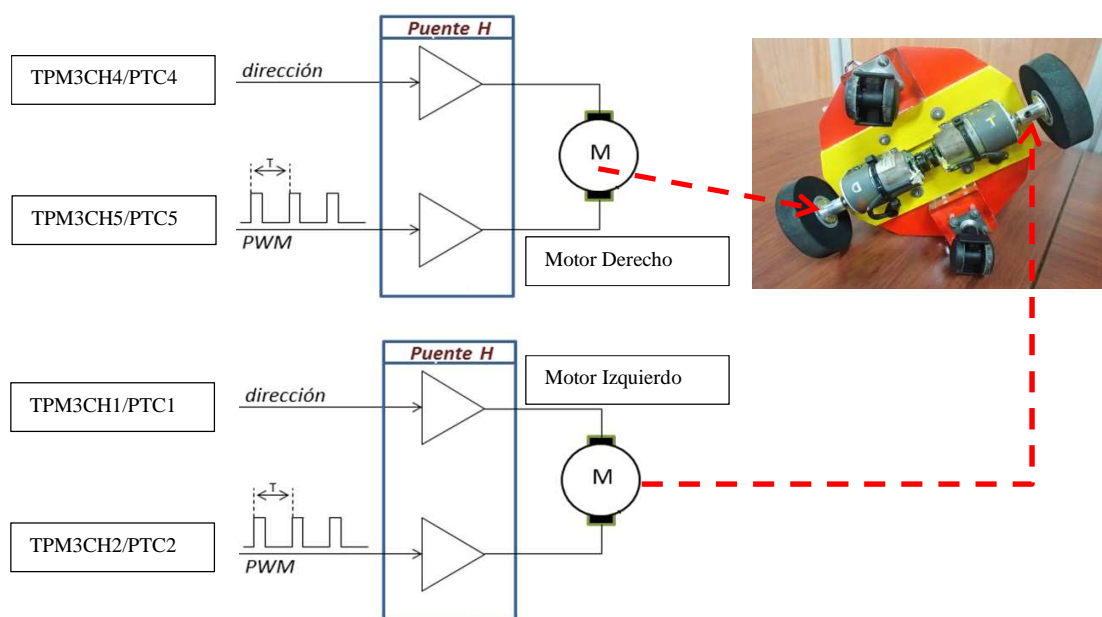 Puente H
TPM3CH4/PTC4
dirección
M
T
TPM3CH5/PTC5
PWM
Motor Derecho
D
Puente H
Motor Izquierdo
TPM3CH1/PTC1
dirección
M
T
TPM3CH2/PTC2
PWM